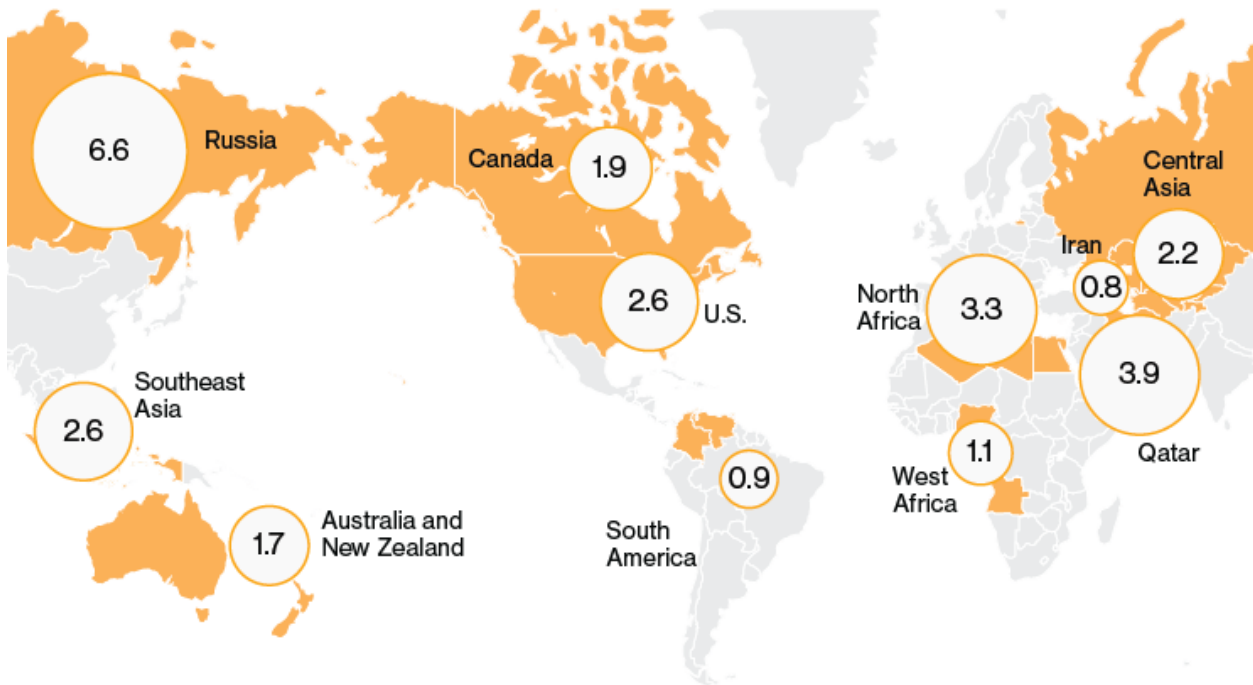 6.6
Russia
Canada
1.9
2.6
U.S.
Central
Asia
2.2
Iran
0.8
North
Africa
3.3
3.9
Qatar
Southeast
Asia
2.6
West
Africa
1.1
0.9
South
America
Australia and
New Zealand
1.7